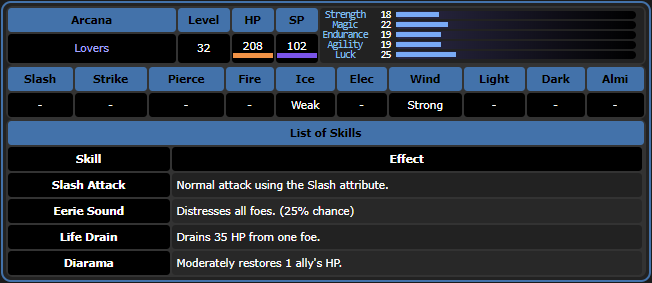 Arcana Level HP SP
Lovers 32 208 102
Strength 18
Magic 22
Endurance 19
Agility 19
Luck 25
Slash Strike Pierce Fire Ice Elec Wind Light Dark Almi
- - - - Weak - Strong - - -
List of Skills
Skill Effect
Slash Attack Normal attack using the Slash attribute.
Eerie Sound Distresses all foes. (25% chance)
Life Drain Drains 35 HP from one foe.
Diarama Moderately restores 1 ally's HP.